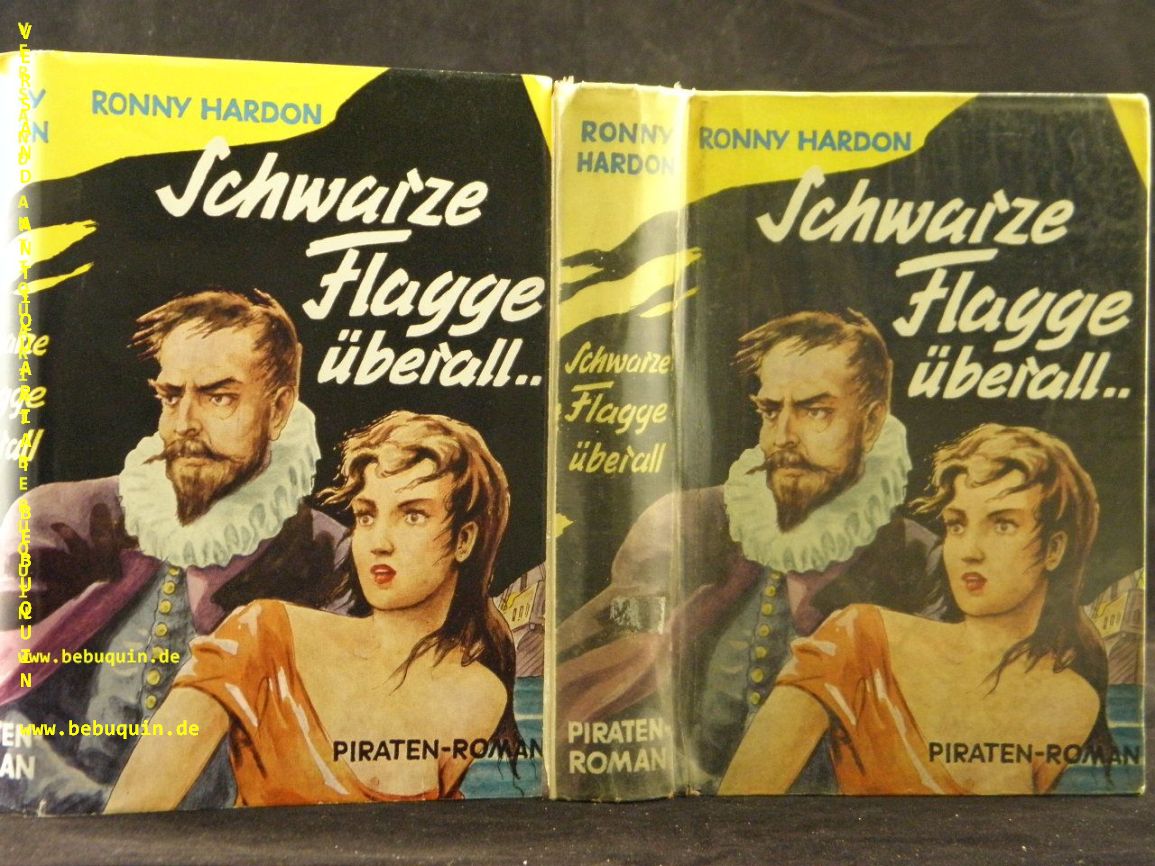 RONNY HARDON
Schwarze
Flagge
überall..
PIRATEN-ROMAN
RONNY
HARDON
Schwarze
Flagge
überall
PIRATEN-
ROMAN
RONNY HARDON
Schwarze
Flagge
überall..
PIRATEN-ROMAN
www.bebuquin.de
www.bebuquin.de